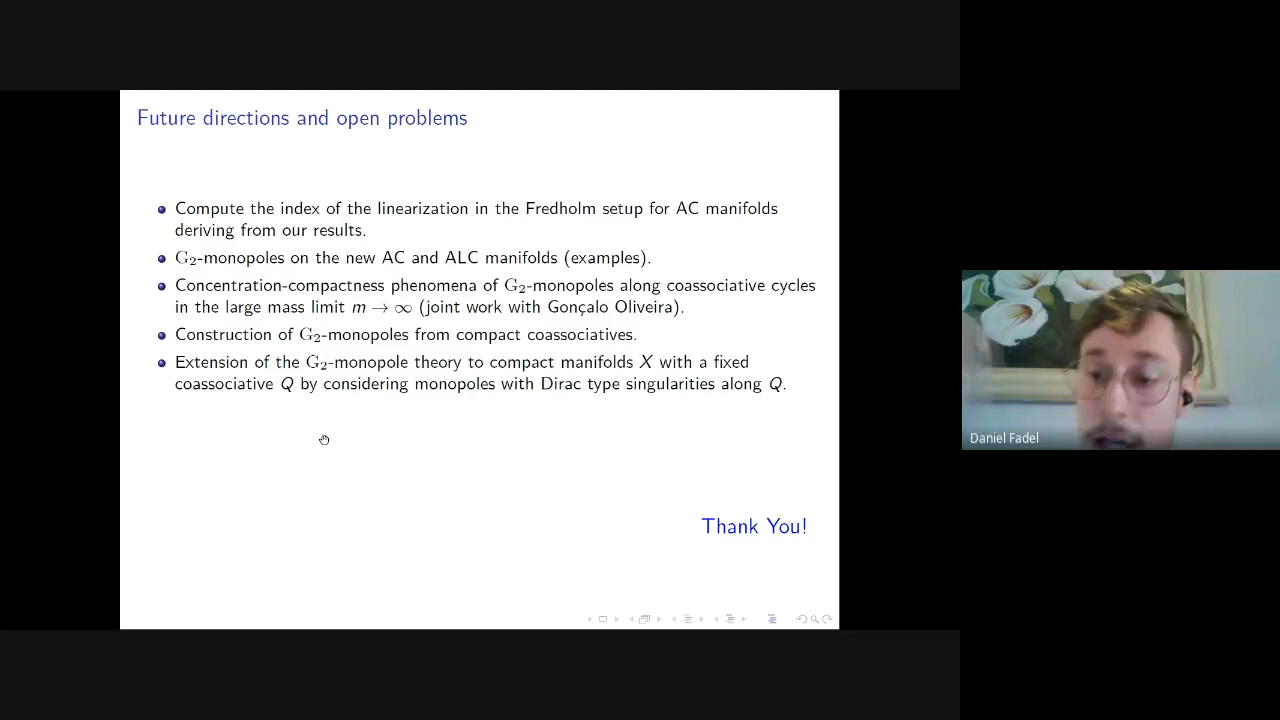 Future directions and open problems
Compute the index of the linearization in the Fredholm setup for AC manifolds
deriving from our results.
G₂-monopoles on the new AC and ALC manifolds (examples).
Concentration-compactness phenomena of G₂-monopoles along coassociative cycles
in the large mass limit m → ∞ (joint work with Gonçalo Oliveira).
Construction of G₂-monopoles from compact coassociatives.
Extension of the G₂-monopole theory to compact manifolds X with a fixed
coassociative Q by considering monopoles with Dirac type singularities along Q.
Thank You!
Daniel Fadel